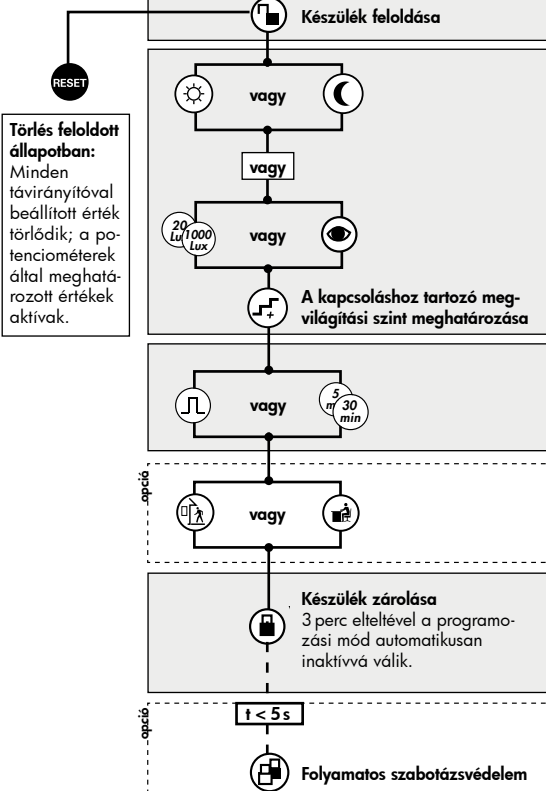 Készülék feloldása
RESET
Törlés feloldott
állapotban:
Minden
távirányítóval
beállított érték
törlődik; a po-
tenciométerek
által meghatá-
rozott értékek
aktívak.
vagy
vagy
20
Lu
1000
Lux
vagy
A kapcsoláshoz tartozó meg-
világítási szint meghatározása
vagy
5
m
30
min
opció
vagy
Készülék zárolása
3 perc elteltével a programo-
zási mód automatikusan
inaktívvá válik.
opció
t < 5 s
Folyamatos szabotázsvédelem